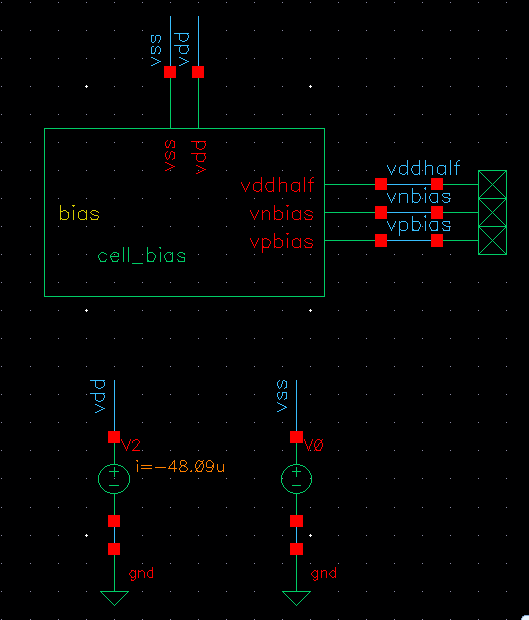 vss vdd
vss vdd
vddhalf vddhalf
vnbias
bias vnbias
vpbias
vpbias
cell_bias
vdd vss
V2 V0
i=-48.09u
gnd gnd